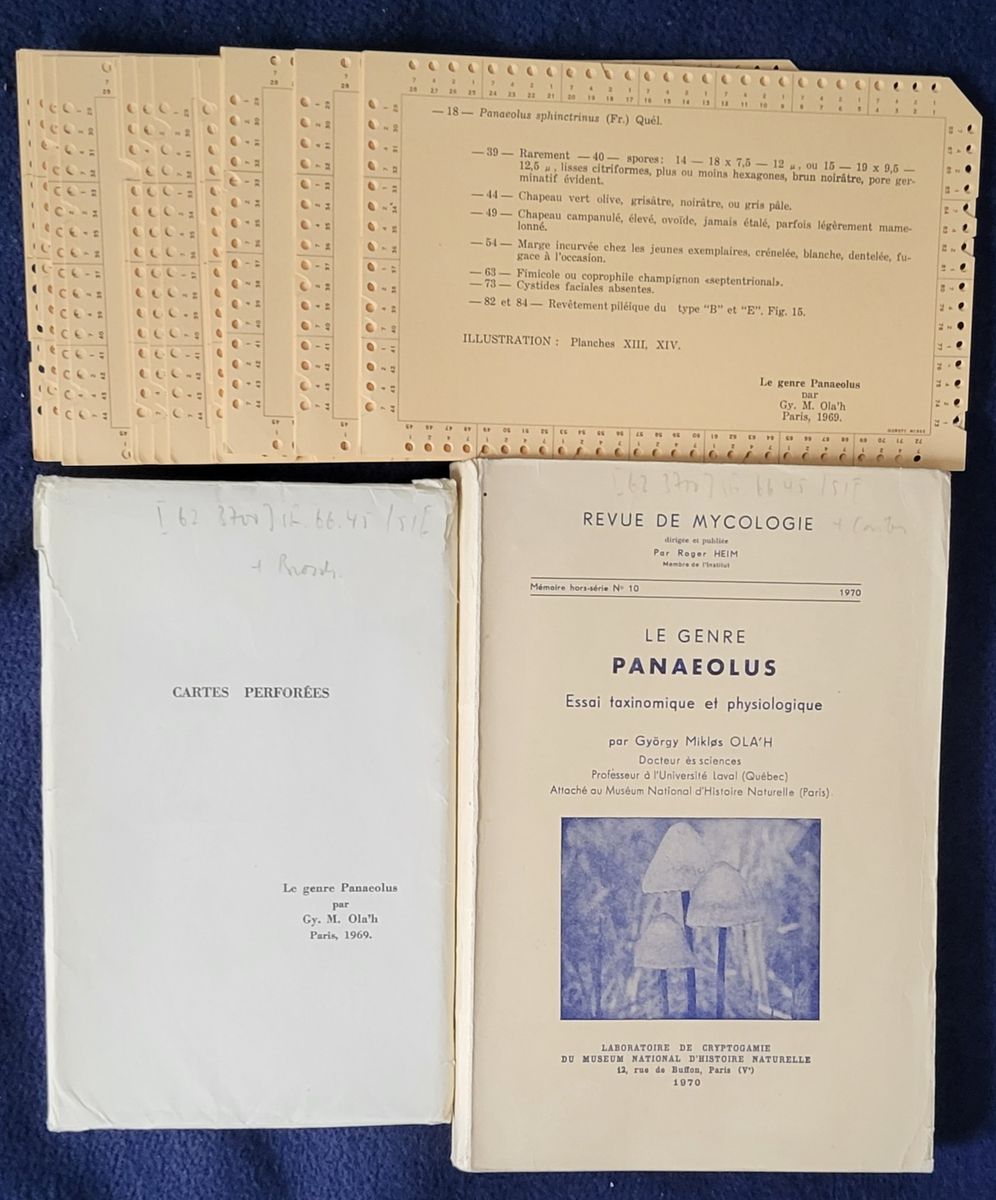 — 18 — Panaeolus sphinctrinus (Fr.) Quél.
— 39 — Rarement — 40 — spores: 14 — 18 x 7,5 — 12 µ, ou 15 — 19 x 9,5 —
12,5 µ, lisses citriformes, plus ou moins hexagones, brun noirâtre, pore ger-
minatif évident.
— 44 — Chapeau vert olive, grisâtre, noirâtre, ou gris pâle.
— 49 — Chapeau campanulé, élevé, ovoïde, jamais étalé, parfois légèrement mame-
lonné.
— 54 — Marge incurvée chez les jeunes exemplaires, crénelée, blanche, dentelée, fu-
gace à l'occasion.
— 63 — Fimicole ou coprophile champignon «septentrional».
— 73 — Cystides faciales absentes.
— 82 et 84 — Revêtement piléique du type "B" et "E". Fig. 15.
ILLUSTRATION : Planches XIII, XIV.
Le genre Panaeolus
par
Gy. M. Ola'h
Paris, 1969.
CARTES PERFORÉES
Le genre Panaeolus
par
Gy. M. Ola'h
Paris, 1969.
REVUE DE MYCOLOGIE
dirigée et publiée
Par Roger HEIM
Membre de l'Institut
Mémoire hors-série N° 10 1970
LE GENRE
PANAEOLUS
Essai taxinomique et physiologique
par György Mikløs OLA'H
Docteur ès sciences
Professeur à l'Université Laval (Québec)
Attaché au Muséum National d'Histoire Naturelle (Paris)
LABORATOIRE DE CRYPTOGAMIE
DU MUSEUM NATIONAL D'HISTOIRE NATURELLE
12, rue de Buffon, Paris (Vᵉ)
1970